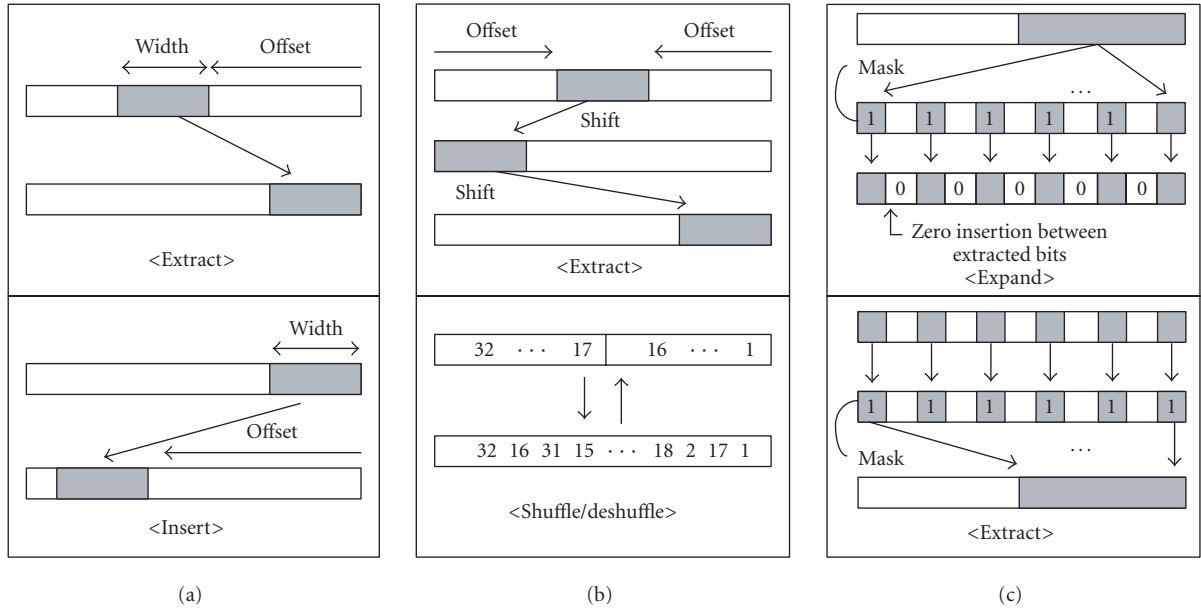 Width Offset
<Extract>
Width
Offset
<Insert>
(a)
Offset Offset
Shift
Shift
<Extract>
32 · · · 17 16 · · · 1
32 16 31 15 · · · 18 2 17 1
<Shuffle/deshuffle>
(b)
Mask
· · ·
1 1 1 1 1
0 0 0 0 0
Zero insertion between
extracted bits
<Expand>
1 1 1 1 1 1
Mask
· · ·
<Extract>
(c)